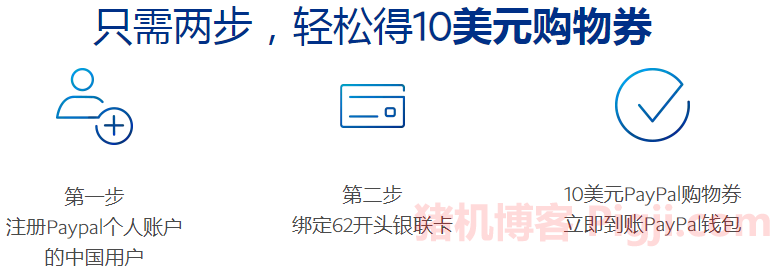 只需两步，轻松得10美元购物券
第一步
注册Paypal个人账户
的中国用户
第二步
绑定62开头银联卡
10美元PayPal购物券
立即到账PayPal钱包
猪机博客 Pigji.com